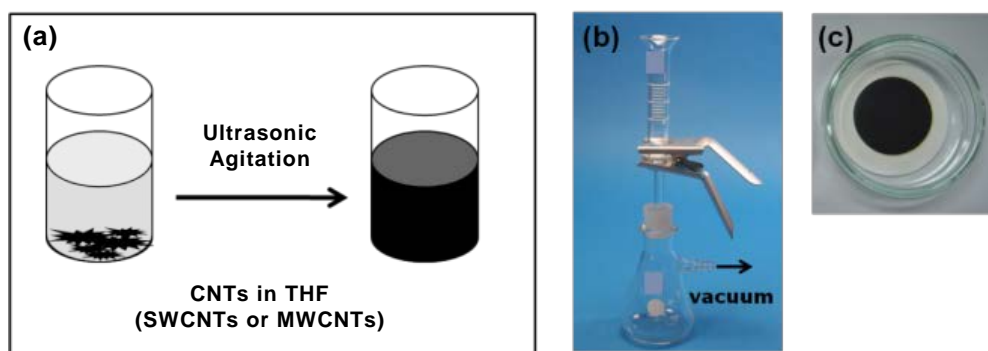 (a)
Ultrasonic
Agitation
CNTs in THF
(SWCNTs or MWCNTs)
(b)
vacuum
(c)